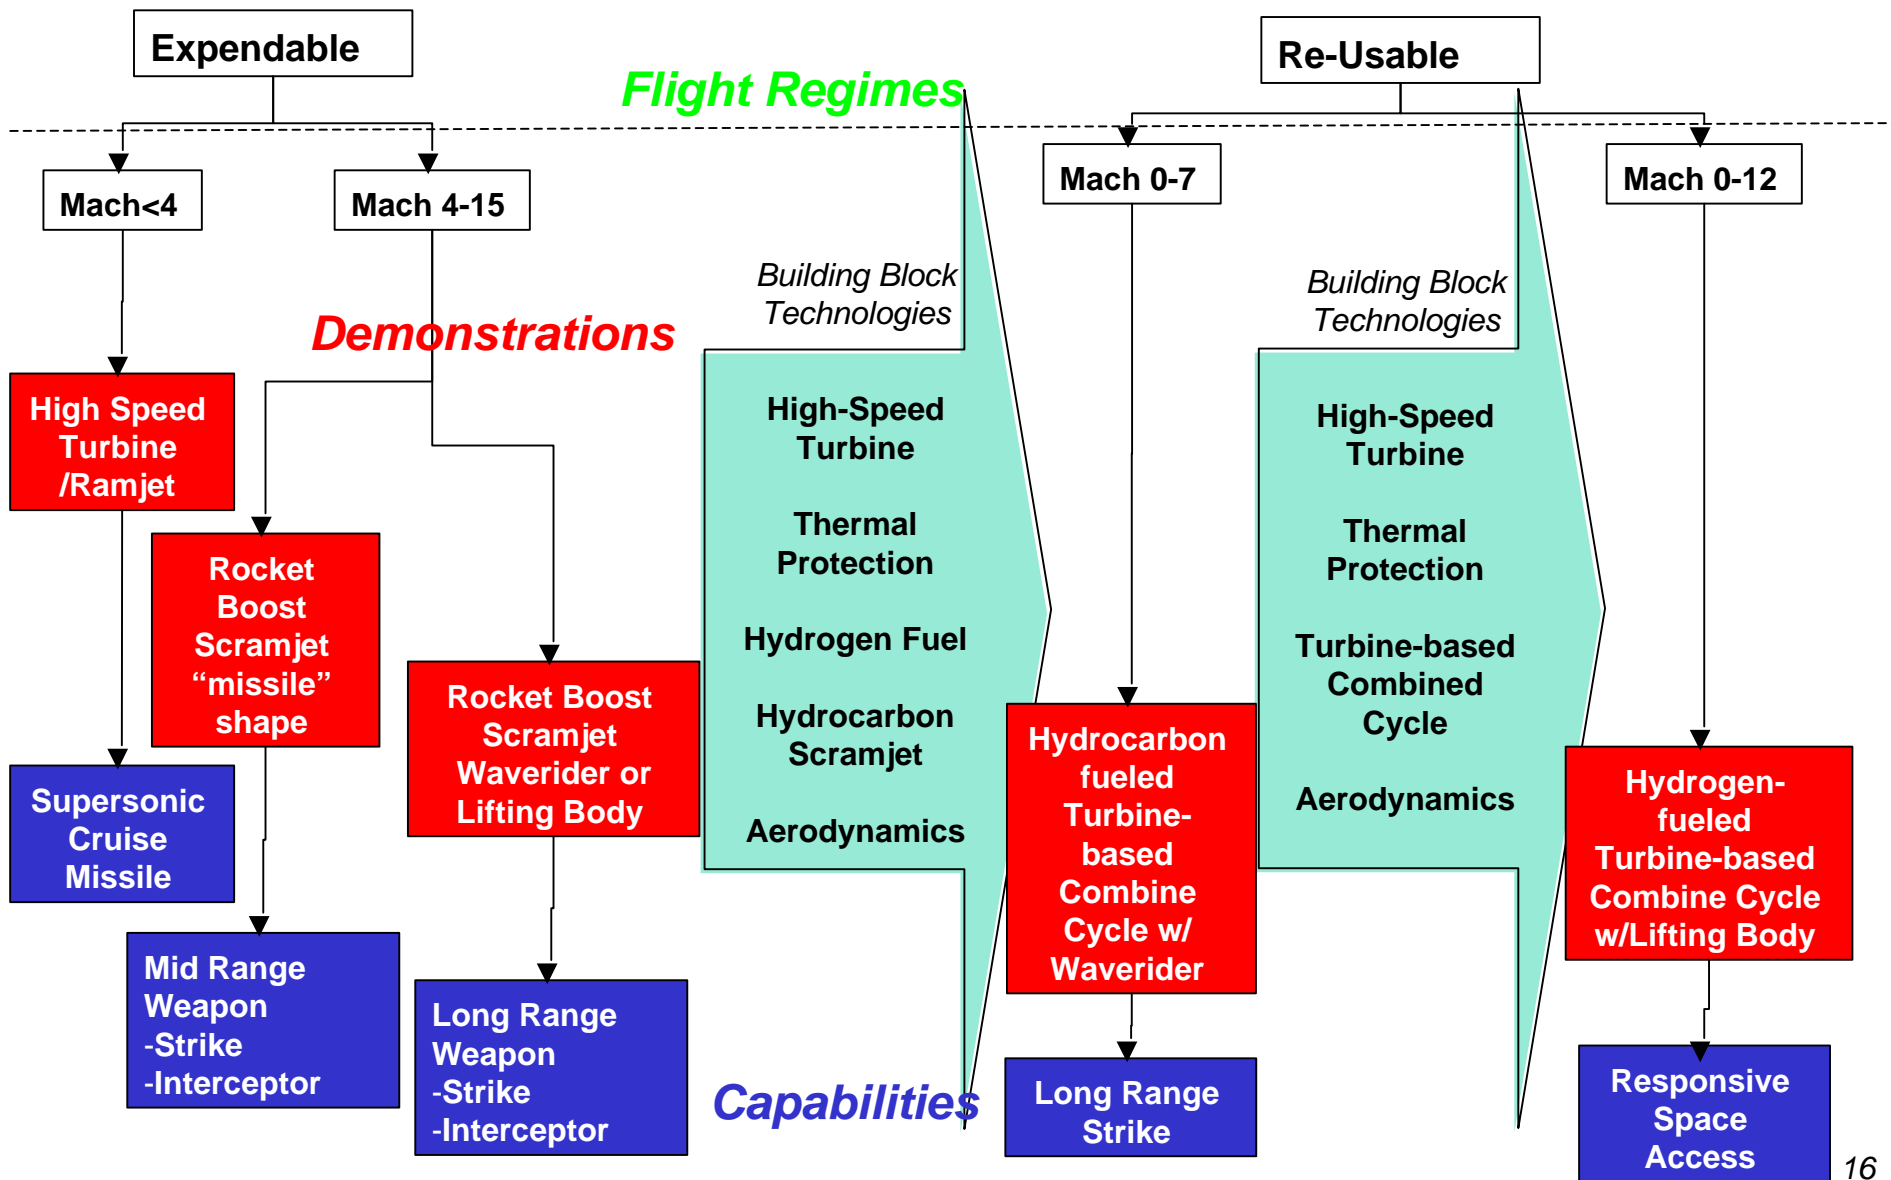 Expendable
Re-Usable
Flight Regimes
Mach<4
Mach 4-15
Mach 0-7
Mach 0-12
Building Block
Technologies
Building Block
Technologies
Demonstrations
High Speed
Turbine
/Ramjet
Rocket
Boost
Scramjet
“missile”
shape
Rocket Boost
Scramjet
Waverider or
Lifting Body
High-Speed
Turbine
Thermal
Protection
Hydrogen Fuel
Hydrocarbon
Scramjet
Aerodynamics
Hydrocarbon
fueled
Turbine-
based
Combine
Cycle w/
Waverider
High-Speed
Turbine
Thermal
Protection
Turbine-based
Combined
Cycle
Aerodynamics
Hydrogen-
fueled
Turbine-based
Combine Cycle
w/Lifting Body
Supersonic
Cruise
Missile
Mid Range
Weapon
-Strike
-Interceptor
Long Range
Weapon
-Strike
-Interceptor
Capabilities
Long Range
Strike
Responsive
Space
Access
16